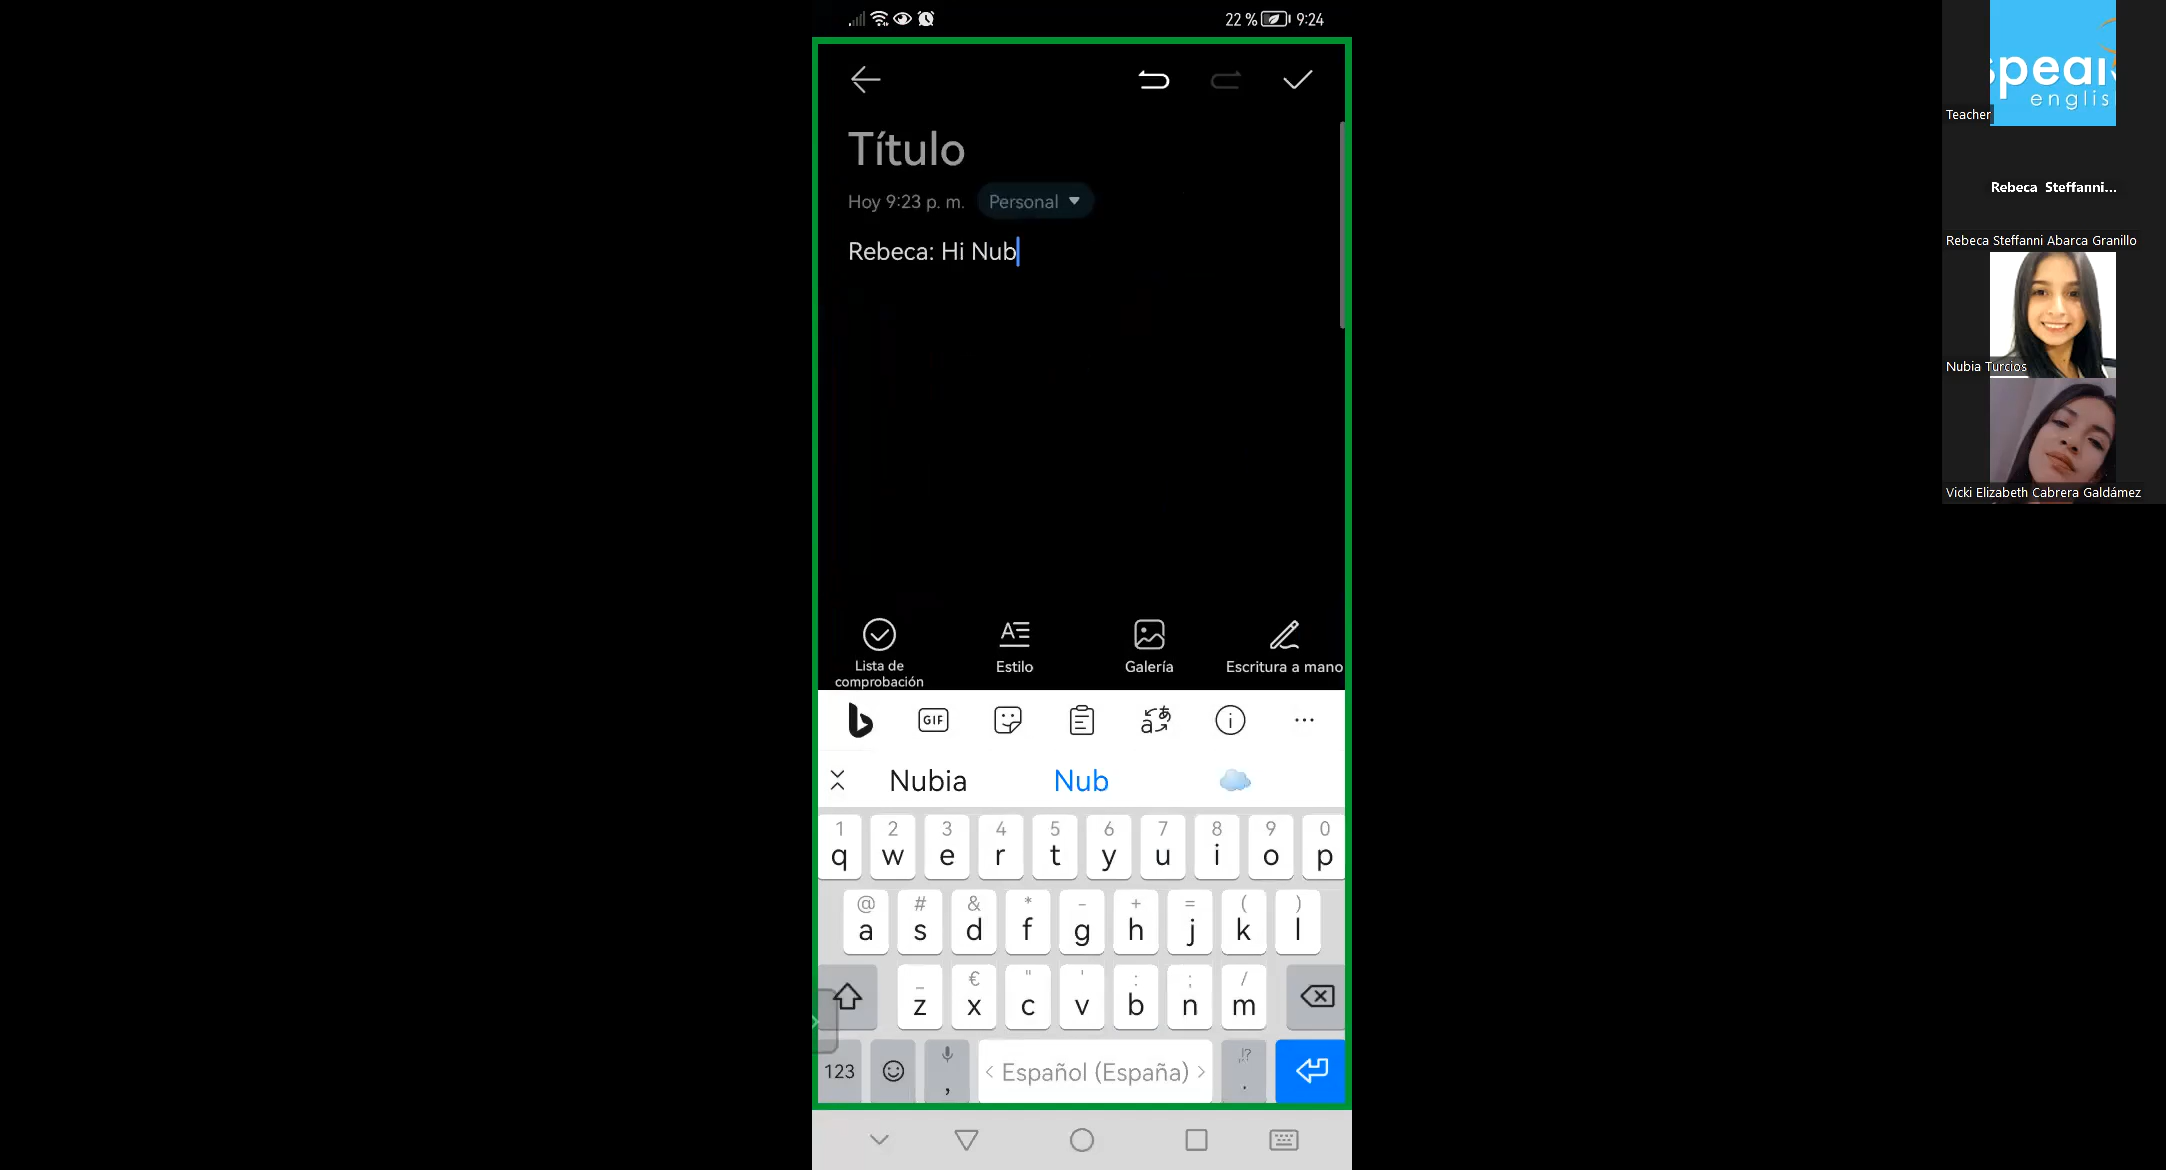 22 % 9:24
Título
Hoy 9:23 p. m. Personal
Rebeca: Hi Nub
Lista de
comprobación
Estilo
Galería
Escritura a mano
GIF
Nubia Nub
1 2 3 4 5 6 7 8 9 0
q w e r t y u i o p
@ # & * - + = ( )
a s d f g h j k l
_ € " ' : ; /
z x c v b n m
,!?
123 , < Español (España) > .
speak
englis
Teacher
Rebeca Steffanni...
Rebeca Steffanni Abarca Granillo
Nubia Turcios
Vicki Elizabeth Cabrera Galdámez